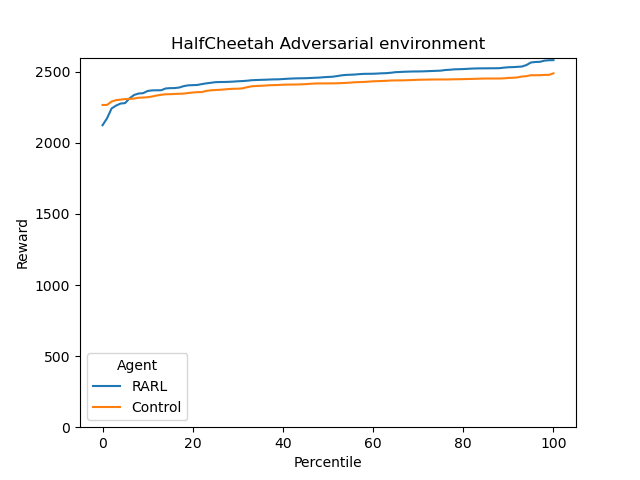 HalfCheetah Adversarial environment
2500
2000
1500
1000
500
0
Reward
Agent
RARL
Control
0 20 40 60 80 100
Percentile